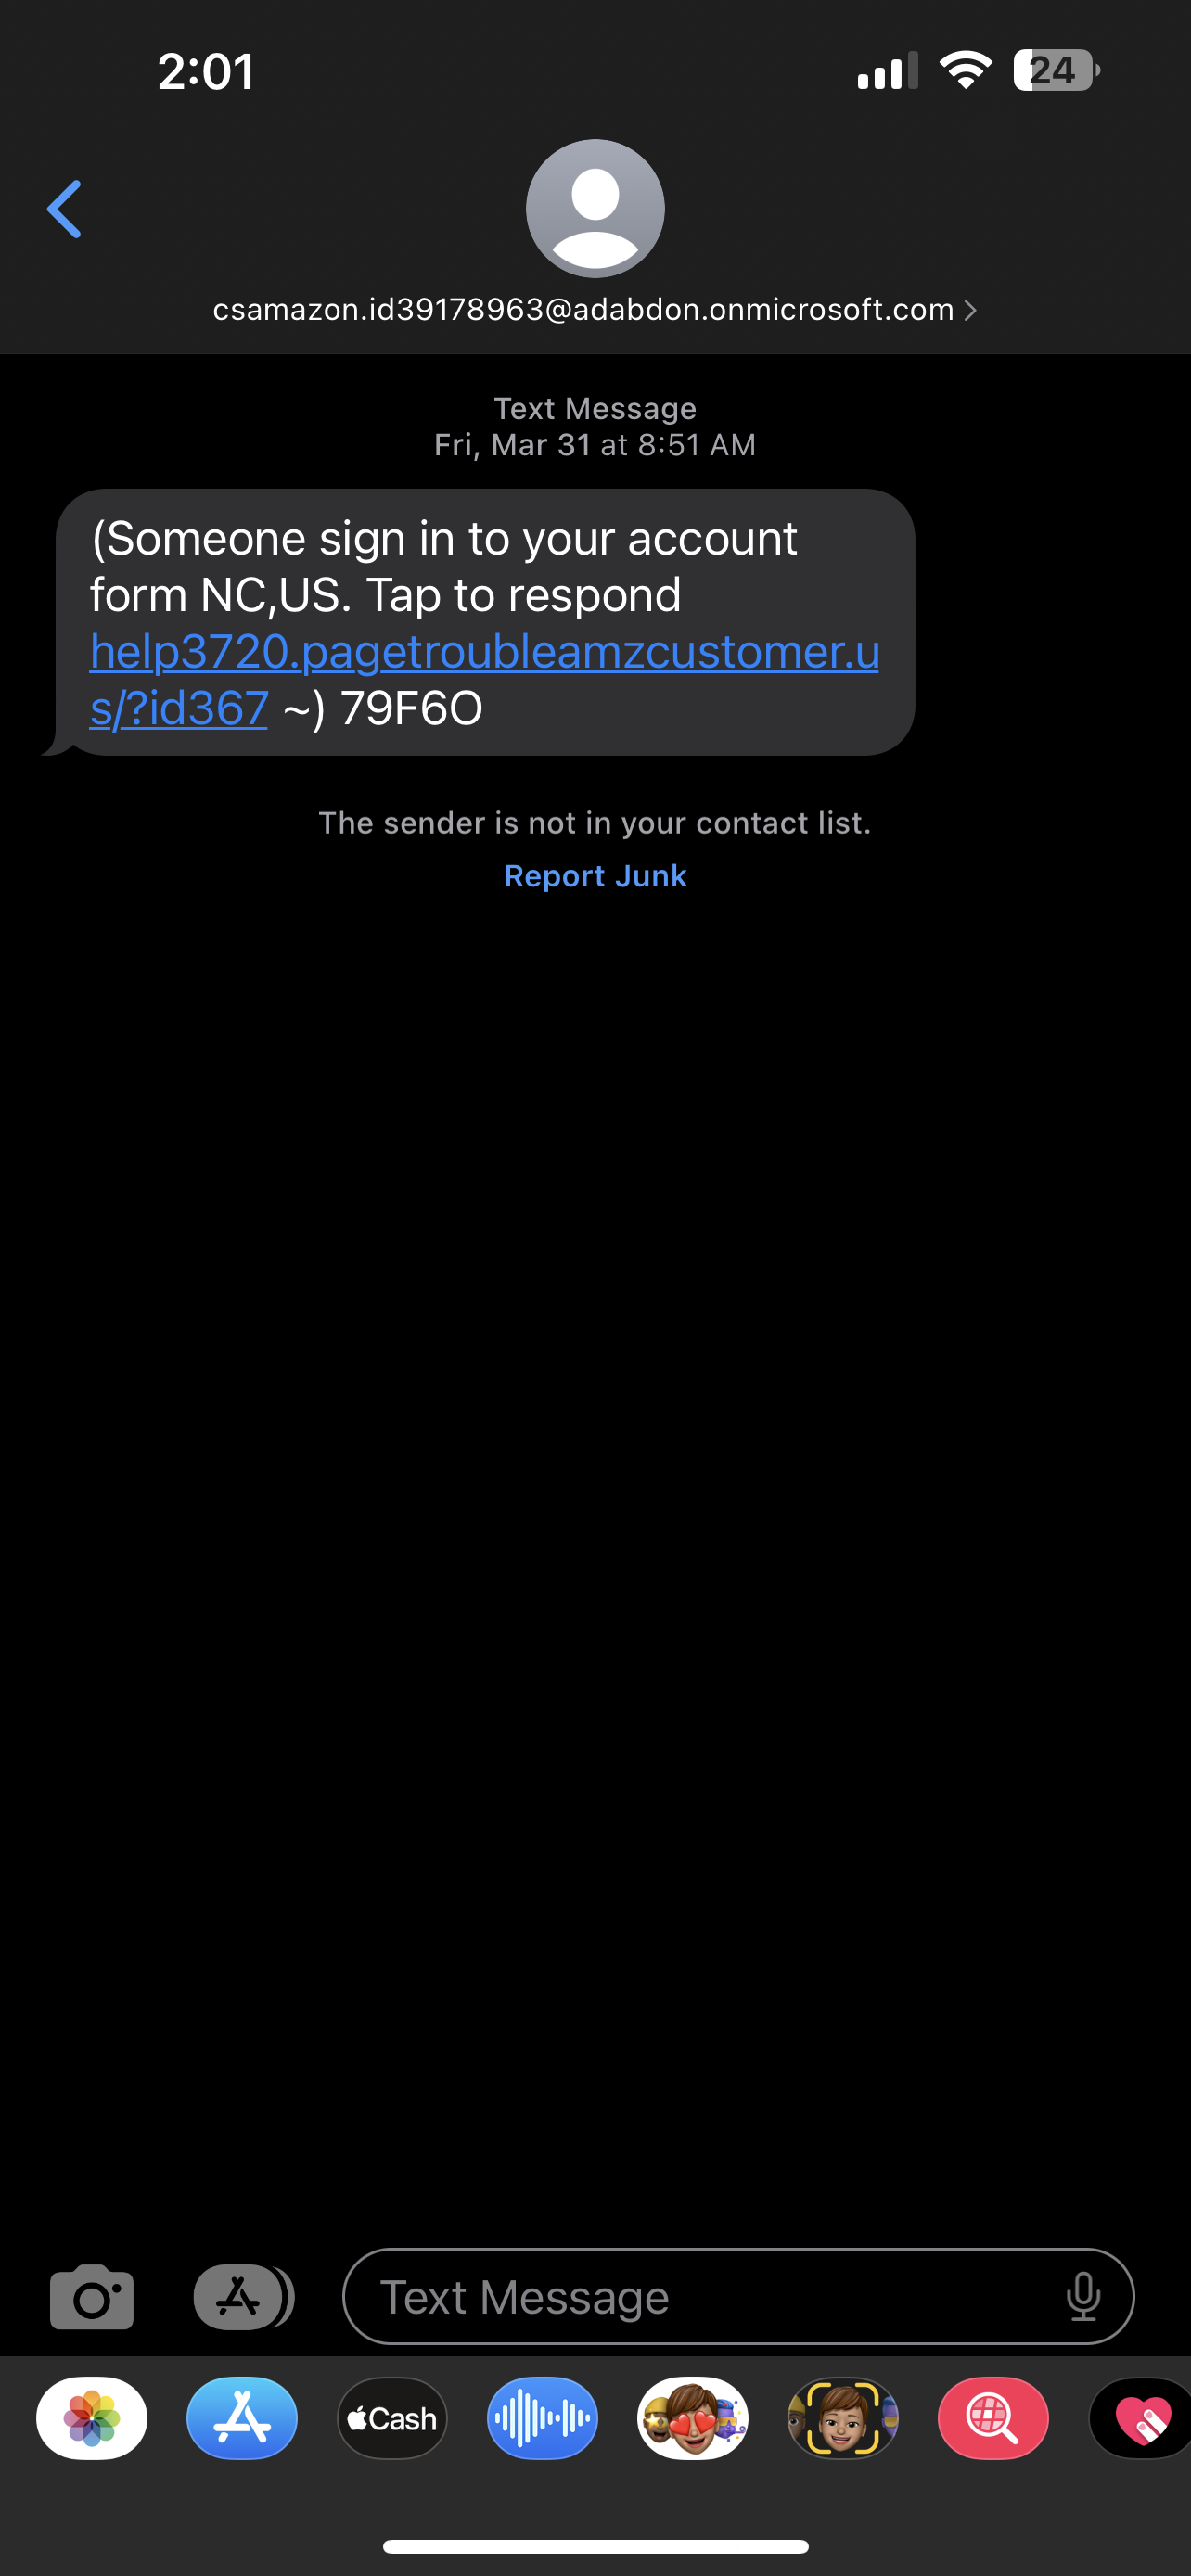 2:01
24
csamazon.id39178963@adabdon.onmicrosoft.com
Text Message
Fri, Mar 31 at 8:51 AM
(Someone sign in to your account
form NC,US. Tap to respond
help3720.pagetroubleamzcustomer.u
s/?id367 ~) 79F6O
The sender is not in your contact list.
Report Junk
Text Message
Cash